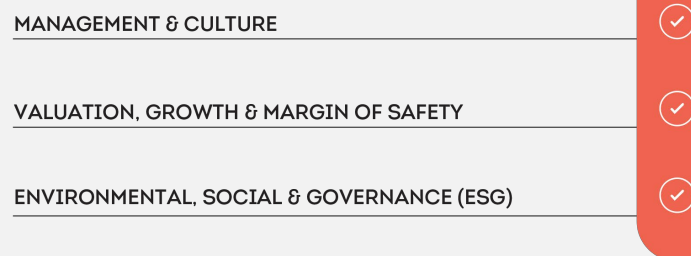 MANAGEMENT & CULTURE
VALUATION, GROWTH & MARGIN OF SAFETY
ENVIRONMENTAL, SOCIAL & GOVERNANCE (ESG)